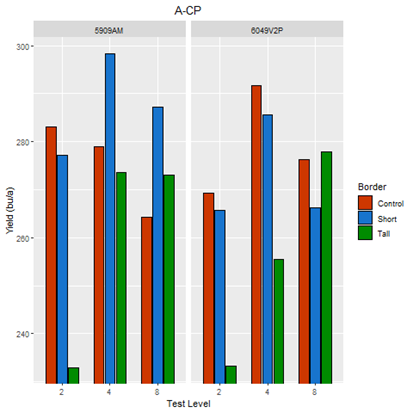 A-CP
5909AM 6049V2P
300
280
260
240
Yield (bu/a)
2 4 8 2 4 8
Test Level
Border
Control
Short
Tall